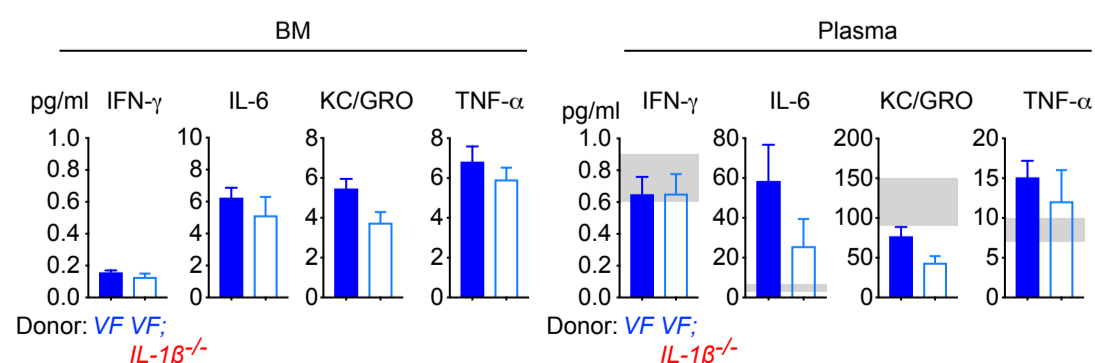 BM Plasma
pg/ml IFN-γ IL-6 KC/GRO TNF-α pg/ml IFN-γ IL-6 KC/GRO TNF-α
1.0 10 8 8 1.0 80 200 20
0.8 8 6 6 0.8 60 150 15
0.6 6 4 4 0.6 40 100 10
0.4 4 2 2 0.4 20 50 5
0.2 2 0 0 0.2 0 0 0
0.0 0 0.0
Donor: VF VF; Donor: VF VF;
IL-1ß-/- IL-1ß-/-